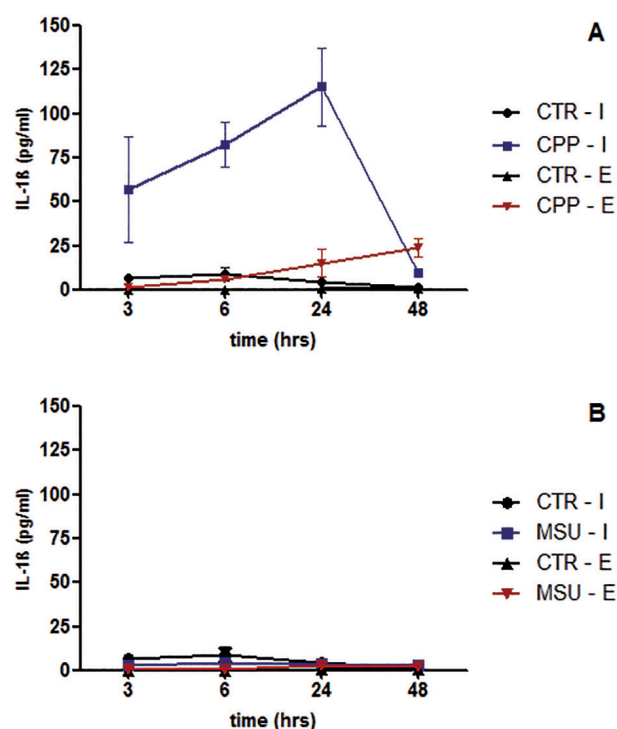 A
150
125
100
75
50
25
0
IL-1ß (pg/ml)
3 6 24 48
time (hrs)
CTR - I
CPP - I
CTR - E
CPP - E
B
150
125
100
75
50
25
0
IL-1ß (pg/ml)
3 6 24 48
time (hrs)
CTR - I
MSU - I
CTR - E
MSU - E